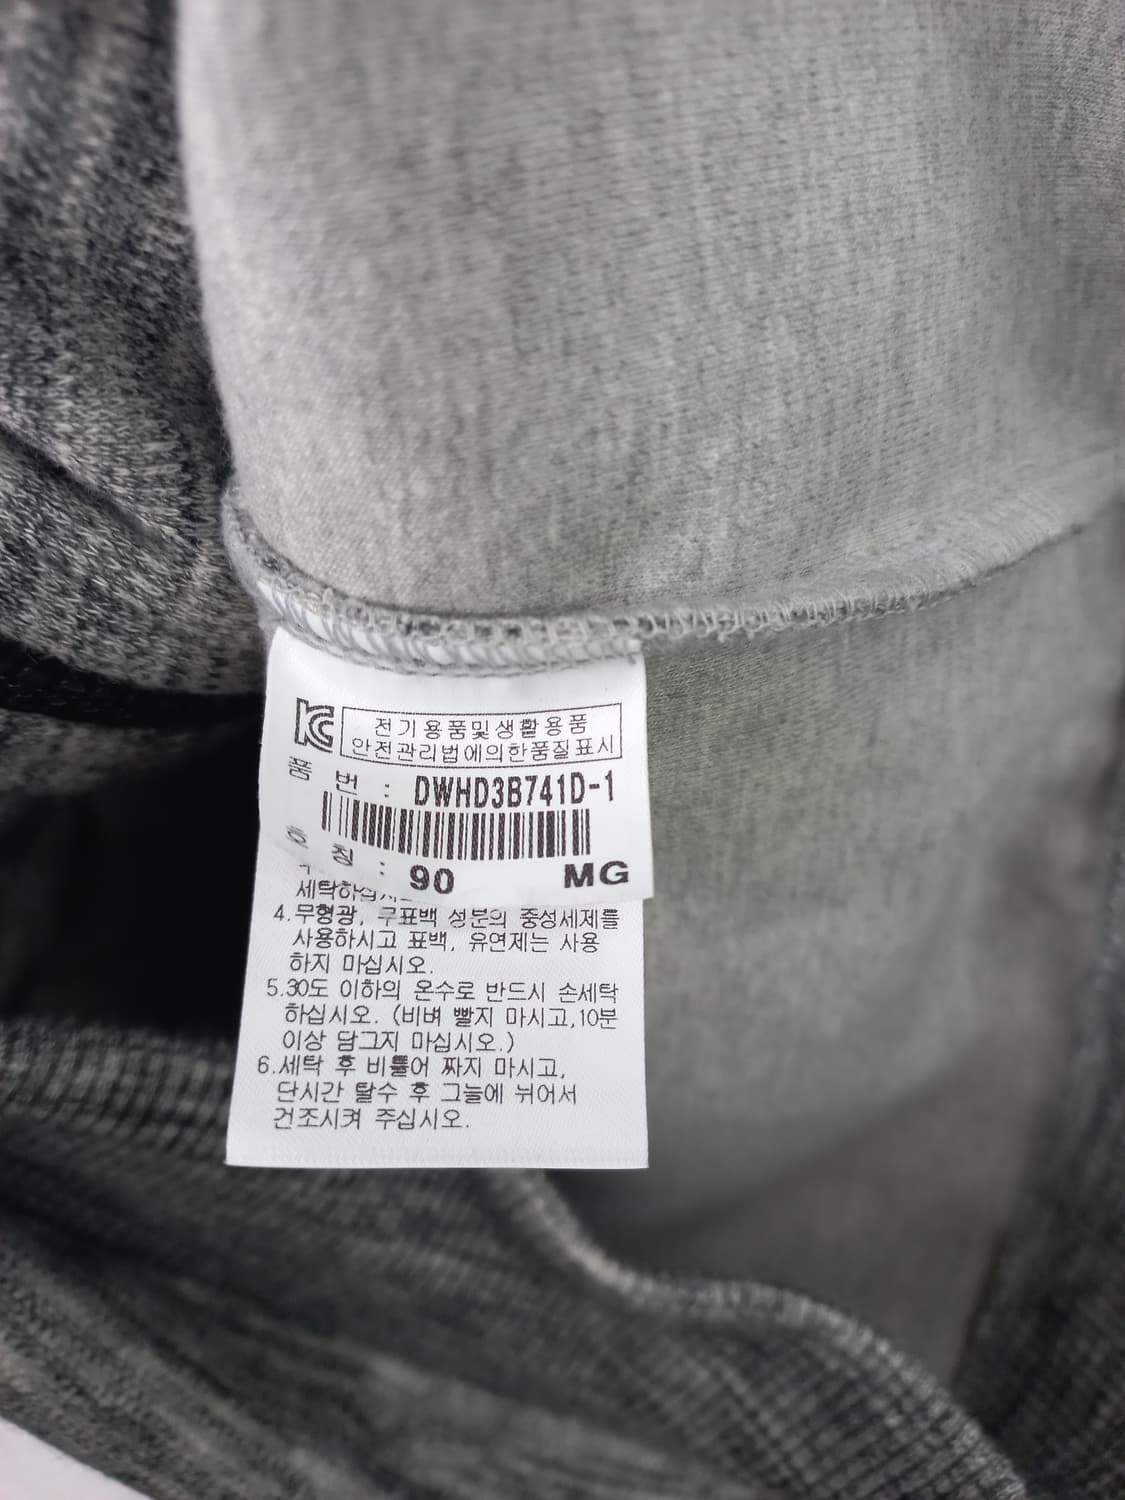 KC 전기용품및생활용품
안전관리법에의한품질표시
품 번 : DWHD3B741D-1
호 칭 : 90 MG
4.무형광, 무표백 성분의 중성세제를
사용하시고 표백, 유연제는 사용
하지 마십시오.
5.30도 이하의 온수로 반드시 손세탁
하십시오. (비벼 빨지 마시고,10분
이상 담그지 마십시오.)
6.세탁 후 비틀어 짜지 마시고,
단시간 탈수 후 그늘에 뉘어서
건조시켜 주십시오.